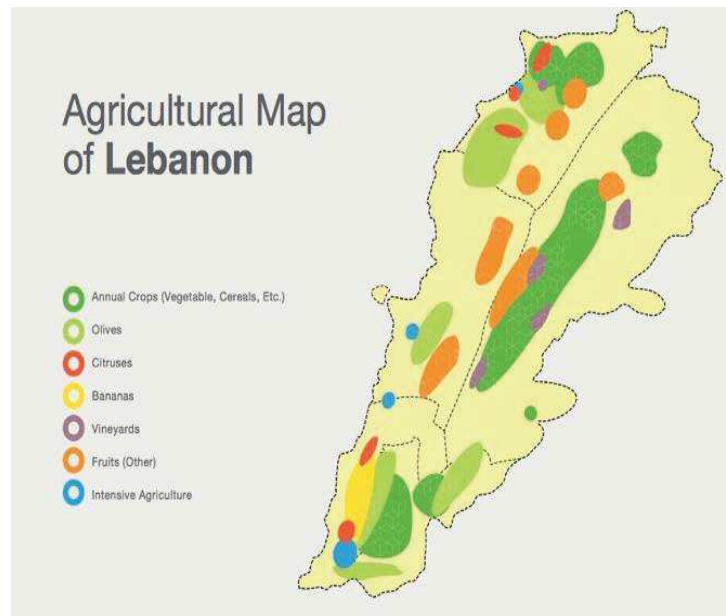 Agricultural Map
of Lebanon
Annual Crops (Vegetable, Cereals, Etc.)
Olives
Citruses
Bananas
Vineyards
Fruits (Other)
Intensive Agriculture